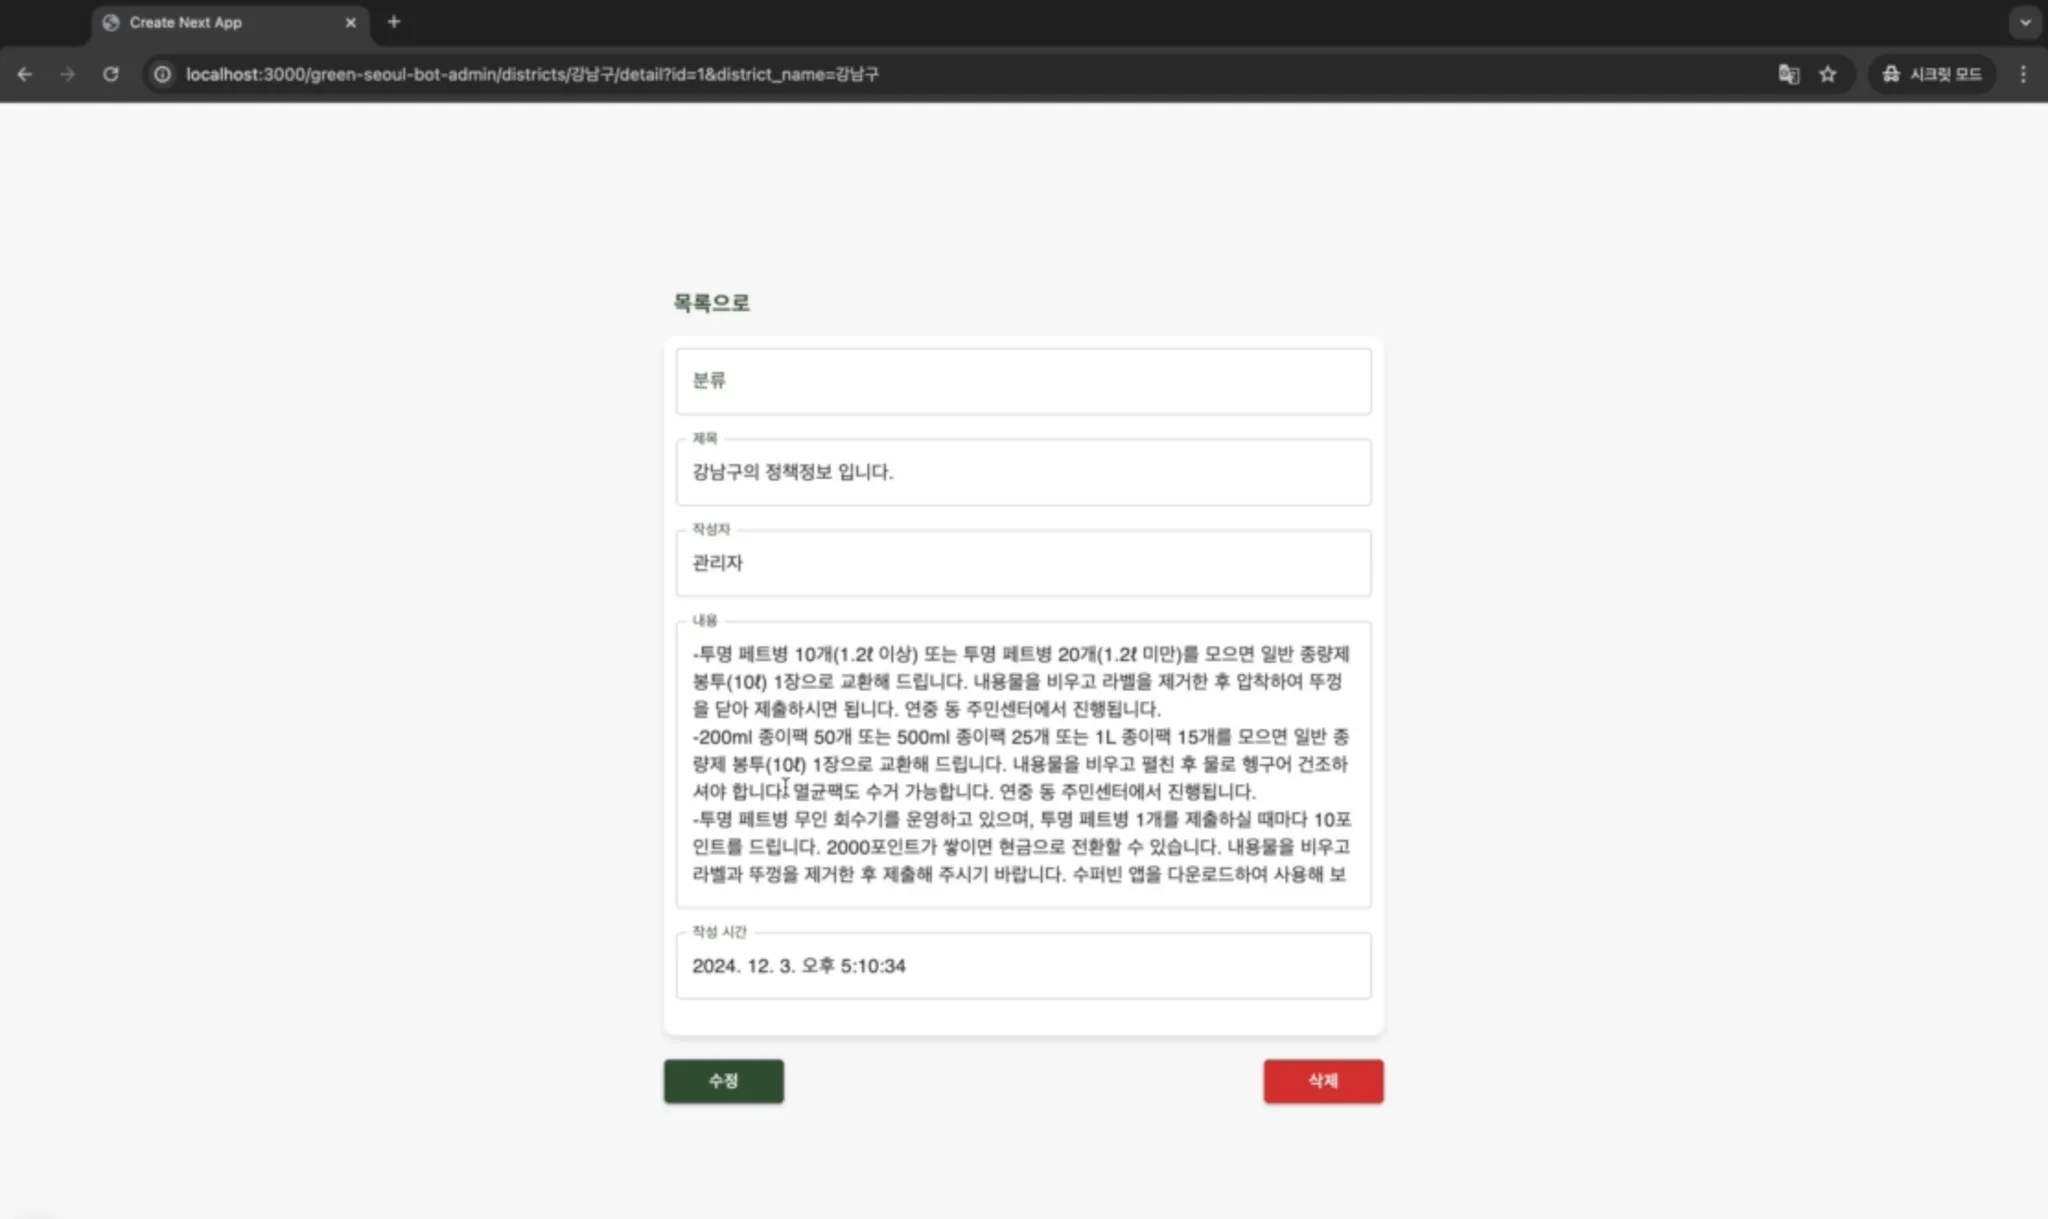 Create Next App
localhost:3000/green-seoul-bot-admin/districts/강남구/detail?id=1&district_name=강남구
시크릿 모드
목록으로
분류
제목
강남구의 정책정보 입니다.
작성자
관리자
내용
-투명 페트병 10개(1.2ℓ 이상) 또는 투명 페트병 20개(1.2ℓ 미만)를 모으면 일반 종량제
봉투(10ℓ) 1장으로 교환해 드립니다. 내용물을 비우고 라벨을 제거한 후 압착하여 뚜껑
을 닫아 제출하시면 됩니다. 연중 동 주민센터에서 진행됩니다.
-200ml 종이팩 50개 또는 500ml 종이팩 25개 또는 1L 종이팩 15개를 모으면 일반 종
량제 봉투(10ℓ) 1장으로 교환해 드립니다. 내용물을 비우고 펼친 후 물로 헹구어 건조하
셔야 합니다. 멸균팩도 수거 가능합니다. 연중 동 주민센터에서 진행됩니다.
-투명 페트병 무인 회수기를 운영하고 있으며, 투명 페트병 1개를 제출하실 때마다 10포
인트를 드립니다. 2000포인트가 쌓이면 현금으로 전환할 수 있습니다. 내용물을 비우고
라벨과 뚜껑을 제거한 후 제출해 주시기 바랍니다. 수퍼빈 앱을 다운로드하여 사용해 보
작성 시간
2024. 12. 3. 오후 5:10:34
수정
삭제